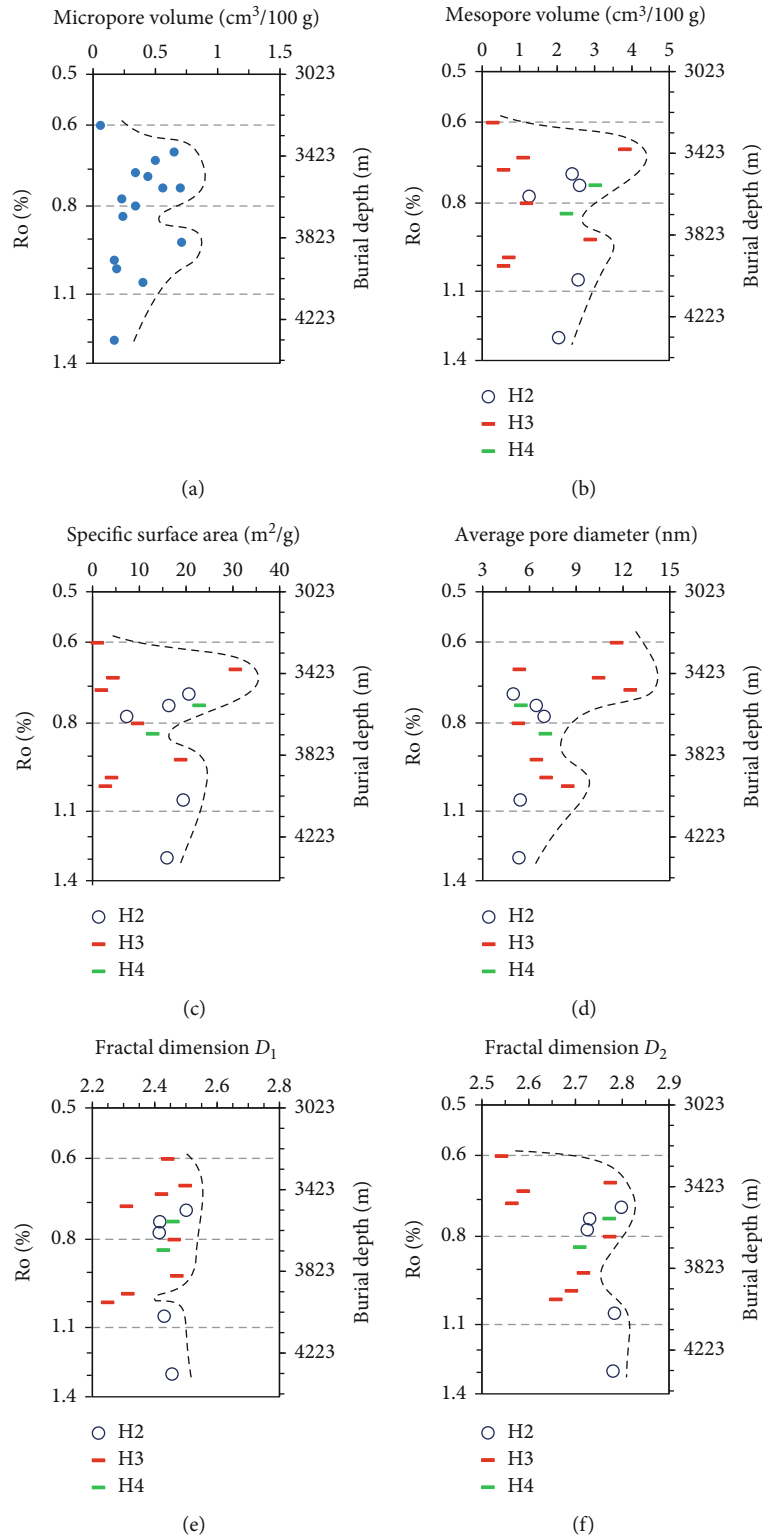 Micropore volume (cm³/100 g)
0 0.5 1 1.5
0.5 3023
0.6
3423
0.8
3823
1.1
4223
1.4
Ro (%)
Burial depth (m)
(a)
Mesopore volume (cm³/100 g)
0 1 2 3 4 5
0.5 3023
0.6
3423
0.8
3823
1.1
4223
1.4
Ro (%)
Burial depth (m)
H2
H3
H4
(b)
Specific surface area (m²/g)
0 10 20 30 40
0.5 3023
0.6
3423
0.8
3823
1.1
4223
1.4
Ro (%)
Burial depth (m)
H2
H3
H4
(c)
Average pore diameter (nm)
3 6 9 12 15
0.5 3023
0.6
3423
0.8
3823
1.1
4223
1.4
Ro (%)
Burial depth (m)
H2
H3
H4
(d)
Fractal dimension D₁
2.2 2.4 2.6 2.8
0.5 3023
0.6
3423
0.8
3823
1.1
4223
1.4
Ro (%)
Burial depth (m)
H2
H3
H4
(e)
Fractal dimension D₂
2.5 2.6 2.7 2.8 2.9
0.5 3023
0.6
3423
0.8
3823
1.1
4223
1.4
Ro (%)
Burial depth (m)
H2
H3
H4
(f)